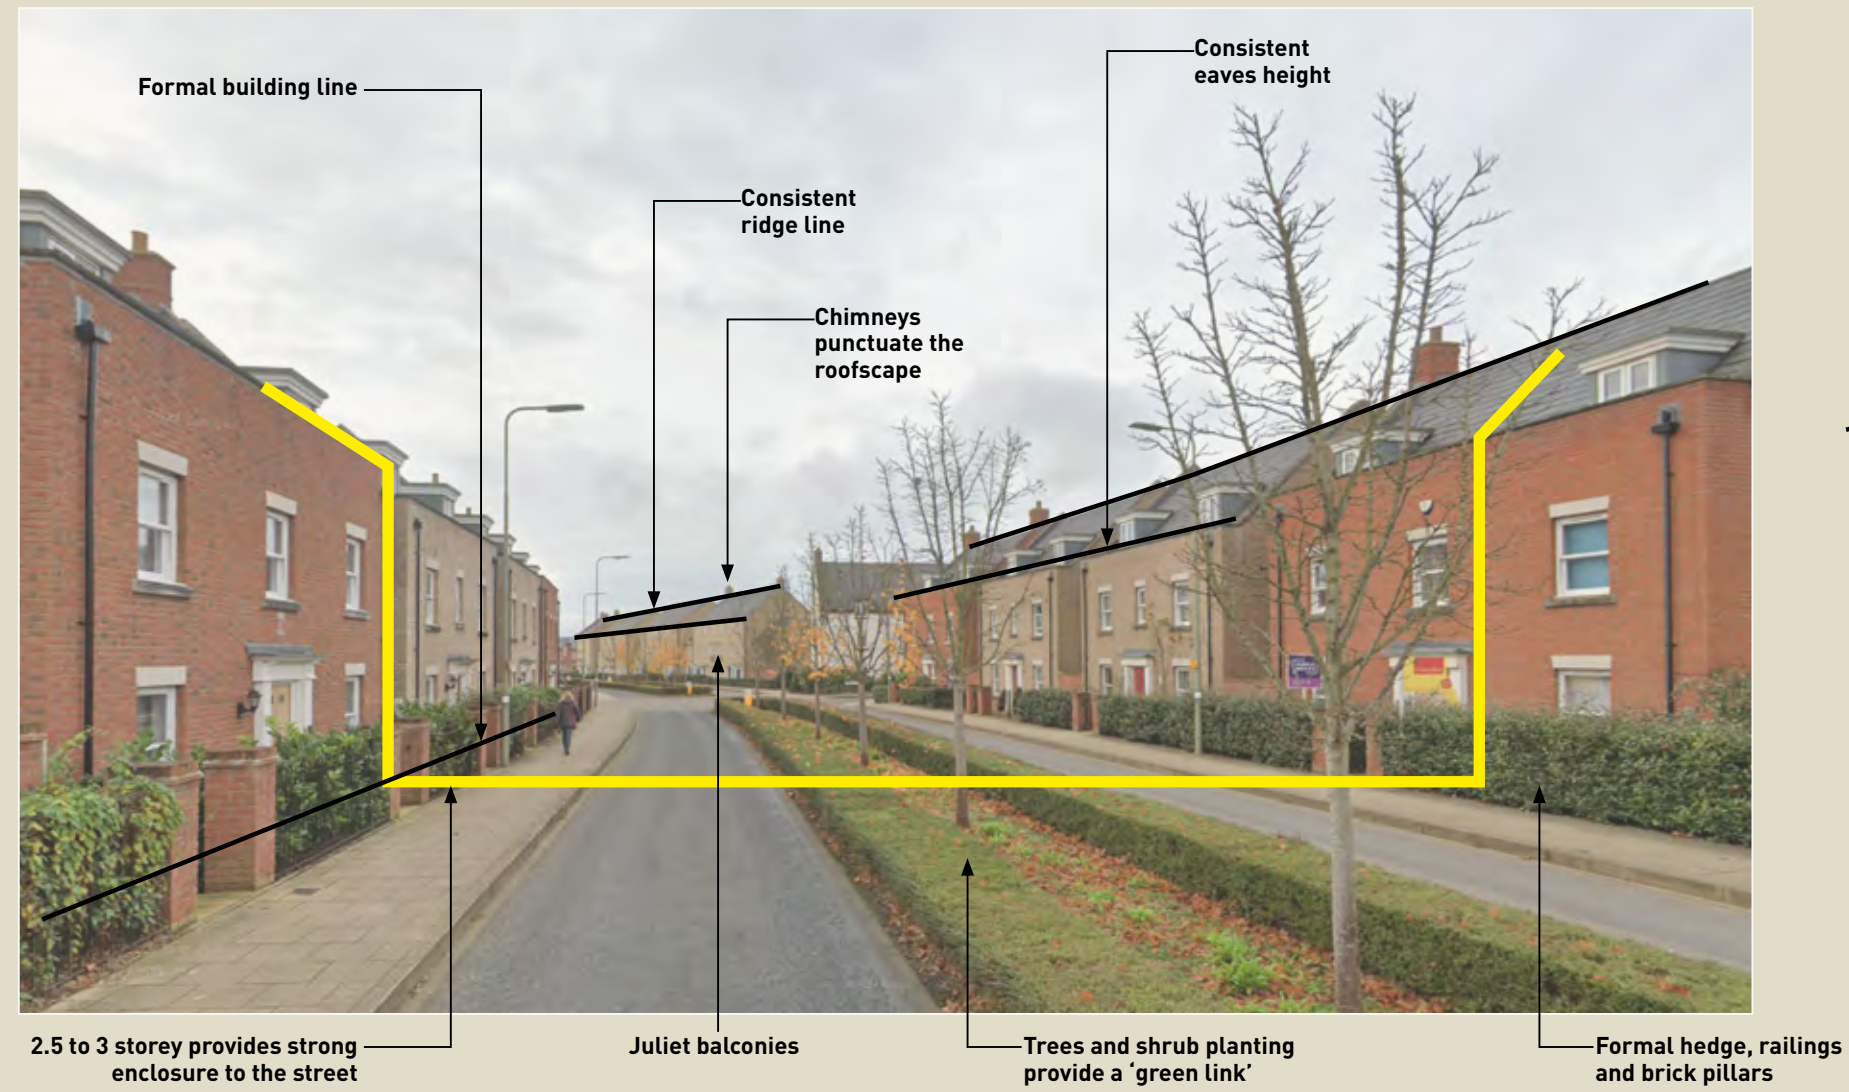 Formal building line
Consistent
eaves height
Consistent
ridge line
Chimneys
punctuate the
roofscape
2.5 to 3 storey provides strong
enclosure to the street
Juliet balconies
Trees and shrub planting
provide a ‘green link’
Formal hedge, railings
and brick pillars